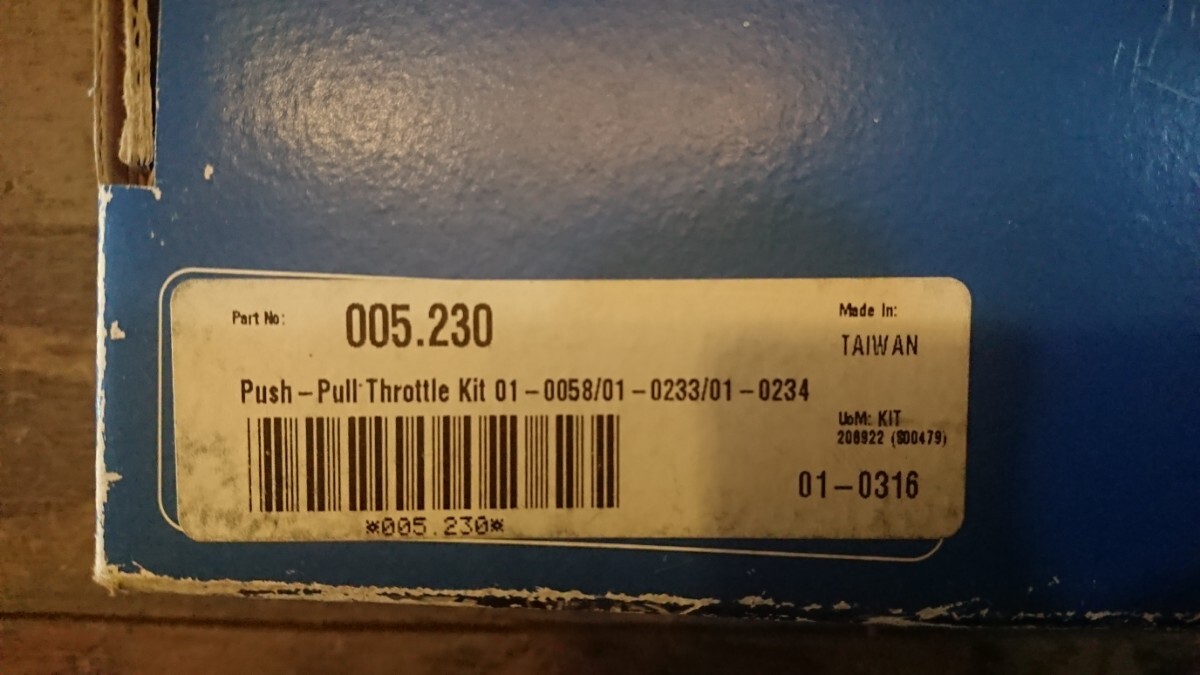 Part No: 005.230
Made In:
TAIWAN
Push-Pull Throttle Kit 01-0058/01-0233/01-0234
UoM: KIT
206922 (S00479)
01-0316
*005.230*